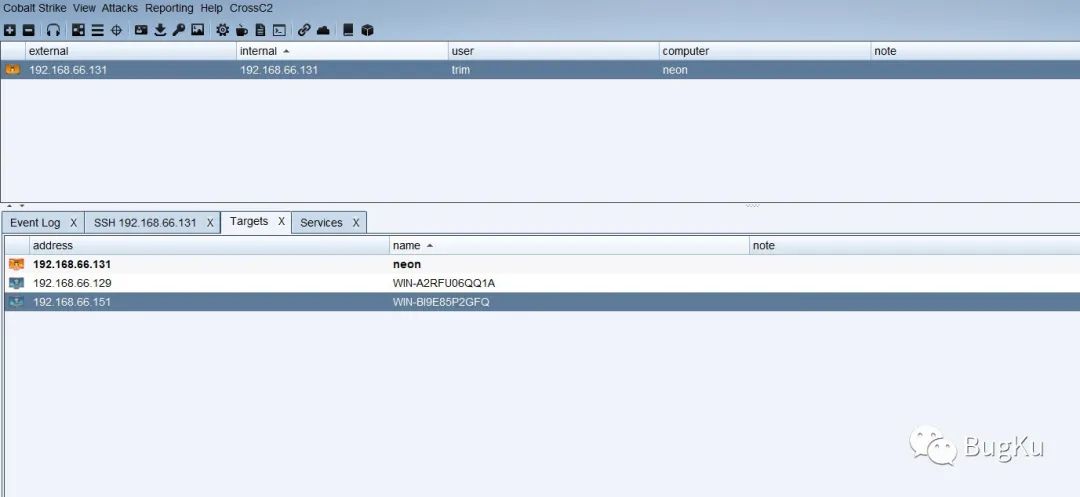 Cobalt Strike View Attacks Reporting Help CrossC2
external internal user computer note
192.168.66.131 192.168.66.131 trim neon
Event Log X SSH 192.168.66.131 X Targets X Services X
address name note
192.168.66.131 neon
192.168.66.129 WIN-A2RFU06QQ1A
192.168.66.151 WIN-BI9E85P2GFQ
BugKu